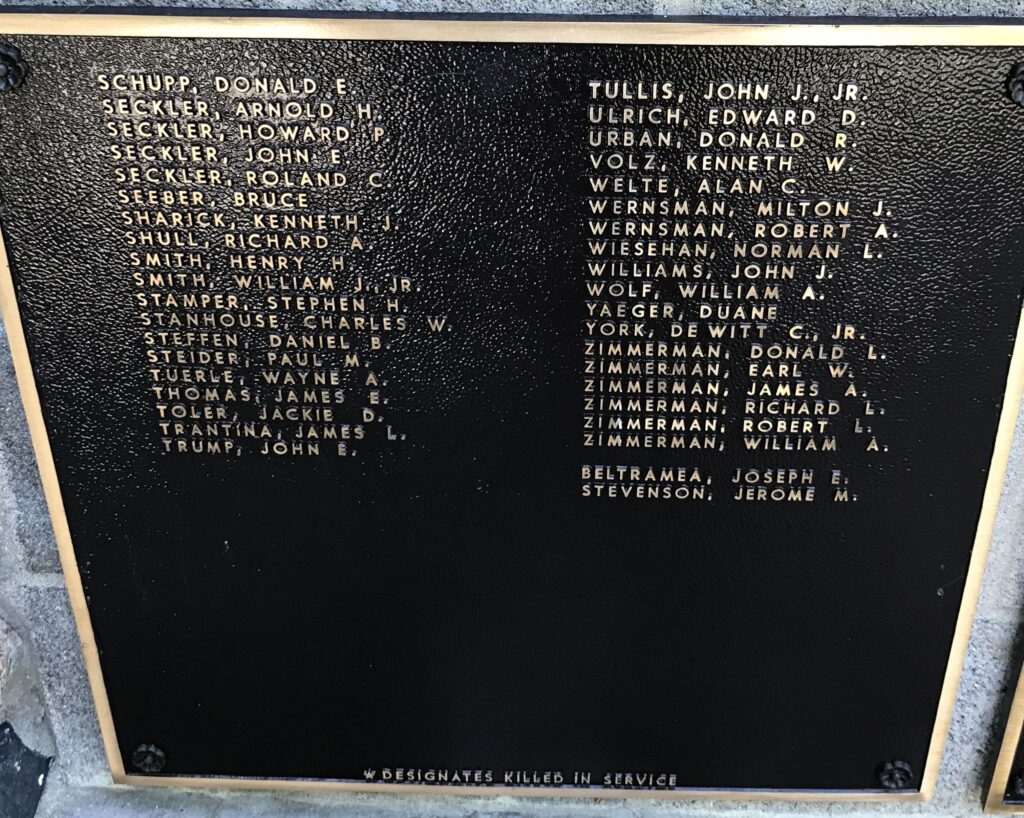 SCHUPP, DONALD E.
SECKLER, ARNOLD H.
SECKLER, HOWARD P.
SECKLER, JOHN E.
SECKLER, ROLAND C.
SEEBER, BRUCE
SHARICK, KENNETH J.
SHULL, RICHARD A.
SMITH, HENRY H.
SMITH, WILLIAM J., JR.
STAMPER, STEPHEN H.
STANHOUSE, CHARLES W.
STEFFEN, DANIEL B.
STEIDER, PAUL M.
TUERLE, WAYNE A.
THOMAS, JAMES E.
TOLER, JACKIE D.
TRANTINA, JAMES L.
TRUMP, JOHN E.
TULLIS, JOHN J., JR.
ULRICH, EDWARD D.
URBAN, DONALD R.
VOLZ, KENNETH W.
WELTE, ALAN C.
WERNSMAN, MILTON J.
WERNSMAN, ROBERT A.
WIESEHAN, NORMAN L.
WILLIAMS, JOHN J.
WOLF, WILLIAM A.
YAEGER, DUANE
YORK, DE WITT C., JR.
ZIMMERMAN, DONALD L.
ZIMMERMAN, EARL W.
ZIMMERMAN, JAMES A.
ZIMMERMAN, RICHARD L.
ZIMMERMAN, ROBERT L.
ZIMMERMAN, WILLIAM A.
BELTRAMEA, JOSEPH E.
STEVENSON, JEROME M.
★ DESIGNATES KILLED IN SERVICE